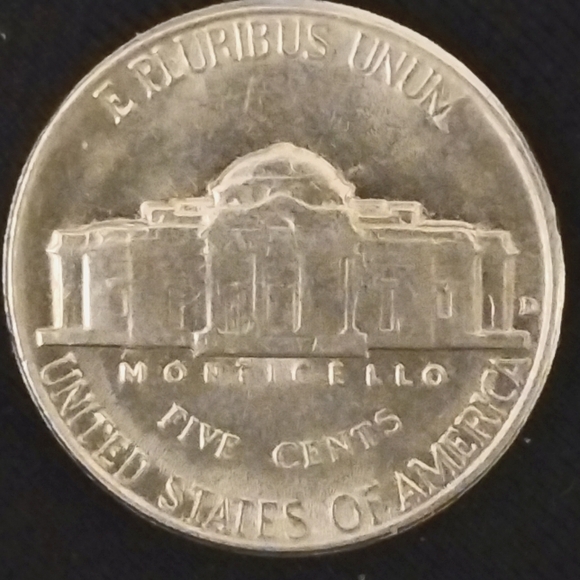 E PLURIBUS UNUM
D
MONTICELLO
FIVE CENTS
UNITED STATES OF AMERICA